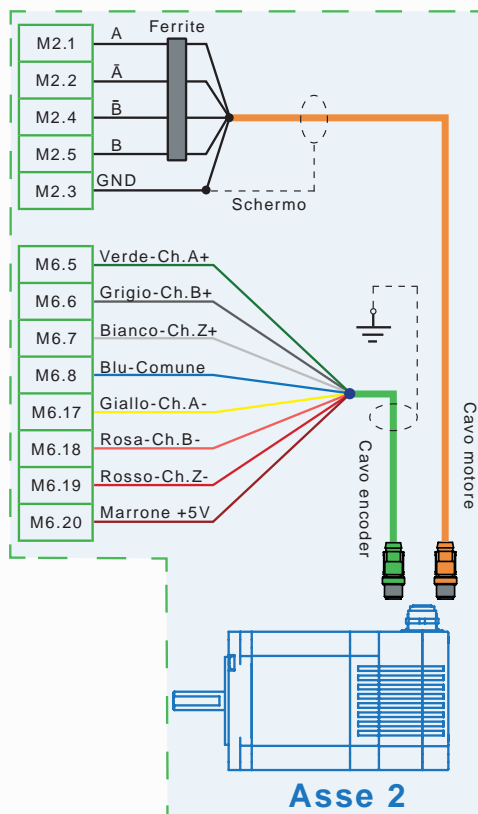 Ferrite
M2.1 A
M2.2 Ā
M2.4 B̄
M2.5 B
M2.3 GND
Schermo
M6.5 Verde-Ch.A+
M6.6 Grigio-Ch.B+
M6.7 Bianco-Ch.Z+
M6.8 Blu-Comune
M6.17 Giallo-Ch.A-
M6.18 Rosa-Ch.B-
M6.19 Rosso-Ch.Z-
M6.20 Marrone +5V
Cavo encoder
Cavo motore
Asse 2